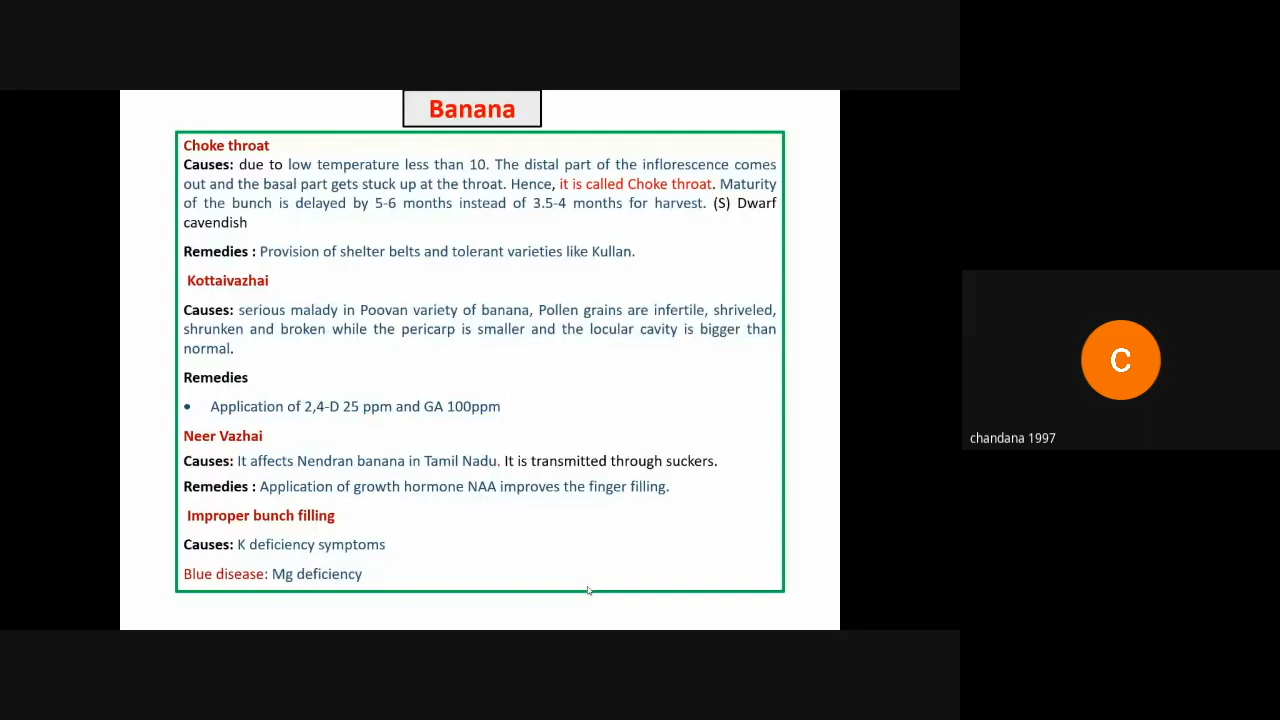 Banana
Choke throat
Causes: due to low temperature less than 10. The distal part of the inflorescence comes
out and the basal part gets stuck up at the throat. Hence, it is called Choke throat. Maturity
of the bunch is delayed by 5-6 months instead of 3.5-4 months for harvest. (S) Dwarf
cavendish
Remedies : Provision of shelter belts and tolerant varieties like Kullan.
Kottaivazhai
Causes: serious malady in Poovan variety of banana, Pollen grains are infertile, shriveled,
shrunken and broken while the pericarp is smaller and the locular cavity is bigger than
normal.
Remedies
• Application of 2,4-D 25 ppm and GA 100ppm
Neer Vazhai
Causes: It affects Nendran banana in Tamil Nadu. It is transmitted through suckers.
Remedies : Application of growth hormone NAA improves the finger filling.
Improper bunch filling
Causes: K deficiency symptoms
Blue disease: Mg deficiency
C
chandana 1997